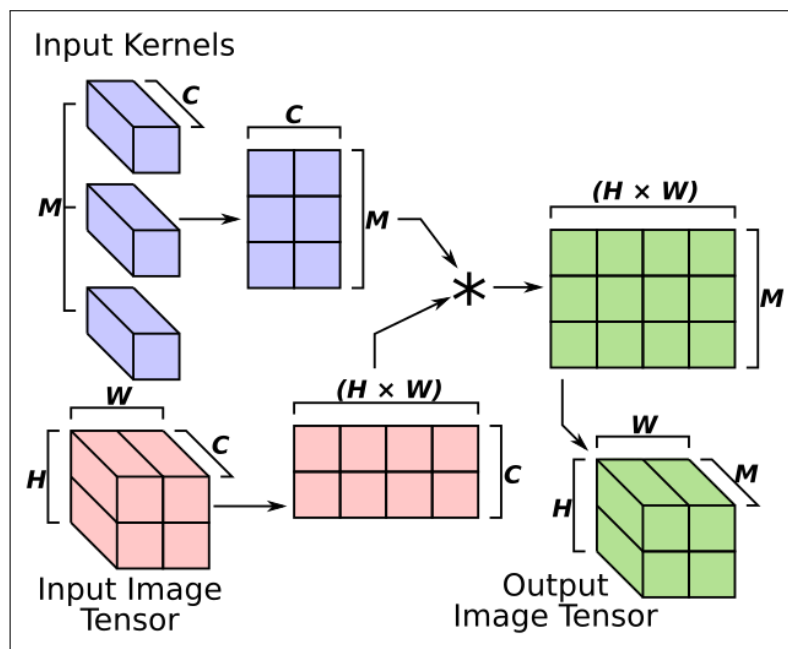 Input Kernels
C
M
C
M
(H × W)
M
*
(H × W)
C
W
C
H
Input Image
Tensor
W
M
H
Output
Image Tensor